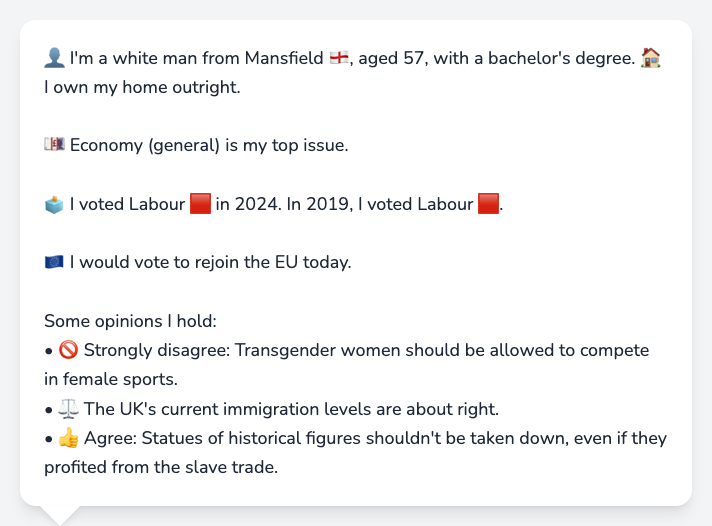 👤 I'm a white man from Mansfield 🏴󠁧󠁢󠁥󠁮󠁧󠁿, aged 57, with a bachelor's degree. 🏠
I own my home outright.
💷 Economy (general) is my top issue.
🗳️ I voted Labour 🟥 in 2024. In 2019, I voted Labour 🟥.
🇪🇺 I would vote to rejoin the EU today.
Some opinions I hold:
• 🚫 Strongly disagree: Transgender women should be allowed to compete
in female sports.
• ⚖️ The UK's current immigration levels are about right.
• 👍 Agree: Statues of historical figures shouldn't be taken down, even if they
profited from the slave trade.